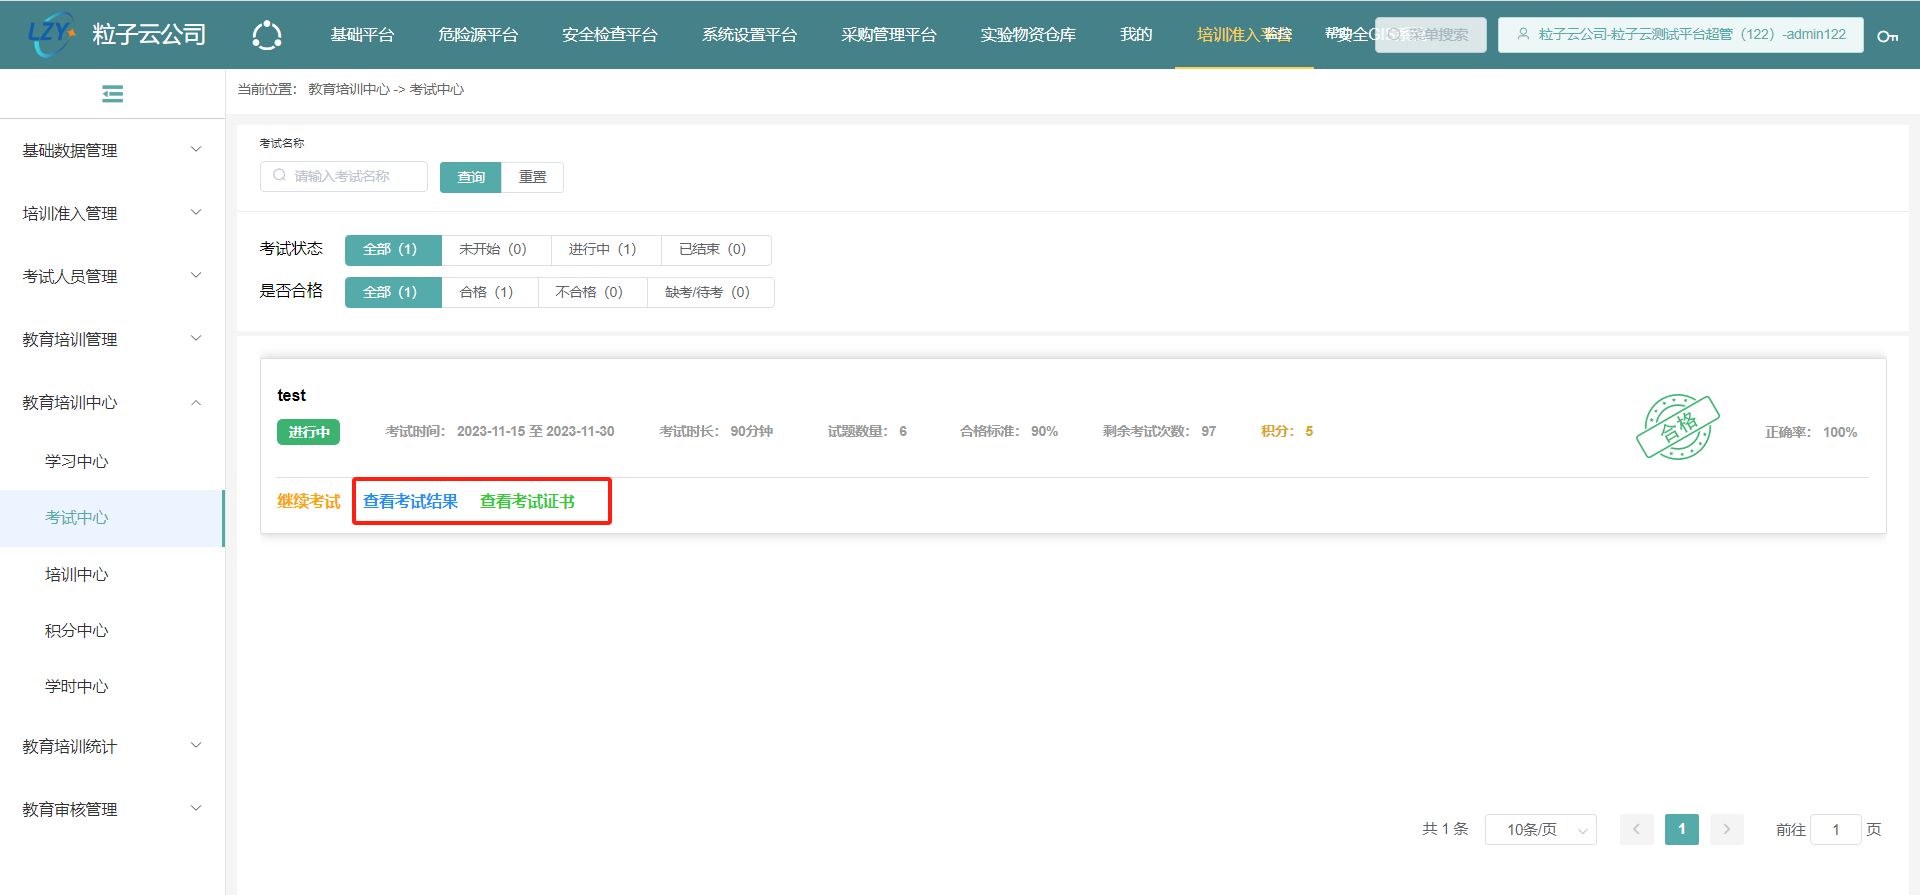 LZY 粒子云公司 基础平台 危险源平台 安全检查平台 系统设置平台 采购管理平台 实验物资仓库 我的 培训准入平台 监控 帮助 安全GIS系统 菜单搜索 粒子云公司-粒子云测试平台超管（122）-admin122
当前位置： 教育培训中心 -> 考试中心
基础数据管理
培训准入管理
考试人员管理
教育培训管理
教育培训中心
学习中心
考试中心
培训中心
积分中心
学时中心
教育培训统计
教育审核管理
考试名称
请输入考试名称 查询 重置
考试状态 全部（1） 未开始（0） 进行中（1） 已结束（0）
是否合格 全部（1） 合格（1） 不合格（0） 缺考/待考（0）
test
进行中 考试时间： 2023-11-15 至 2023-11-30 考试时长： 90分钟 试题数量： 6 合格标准： 90% 剩余考试次数： 97 积分： 5 合格 正确率： 100%
继续考试 查看考试结果 查看考试证书
共 1 条 10条/页 1 前往 1 页